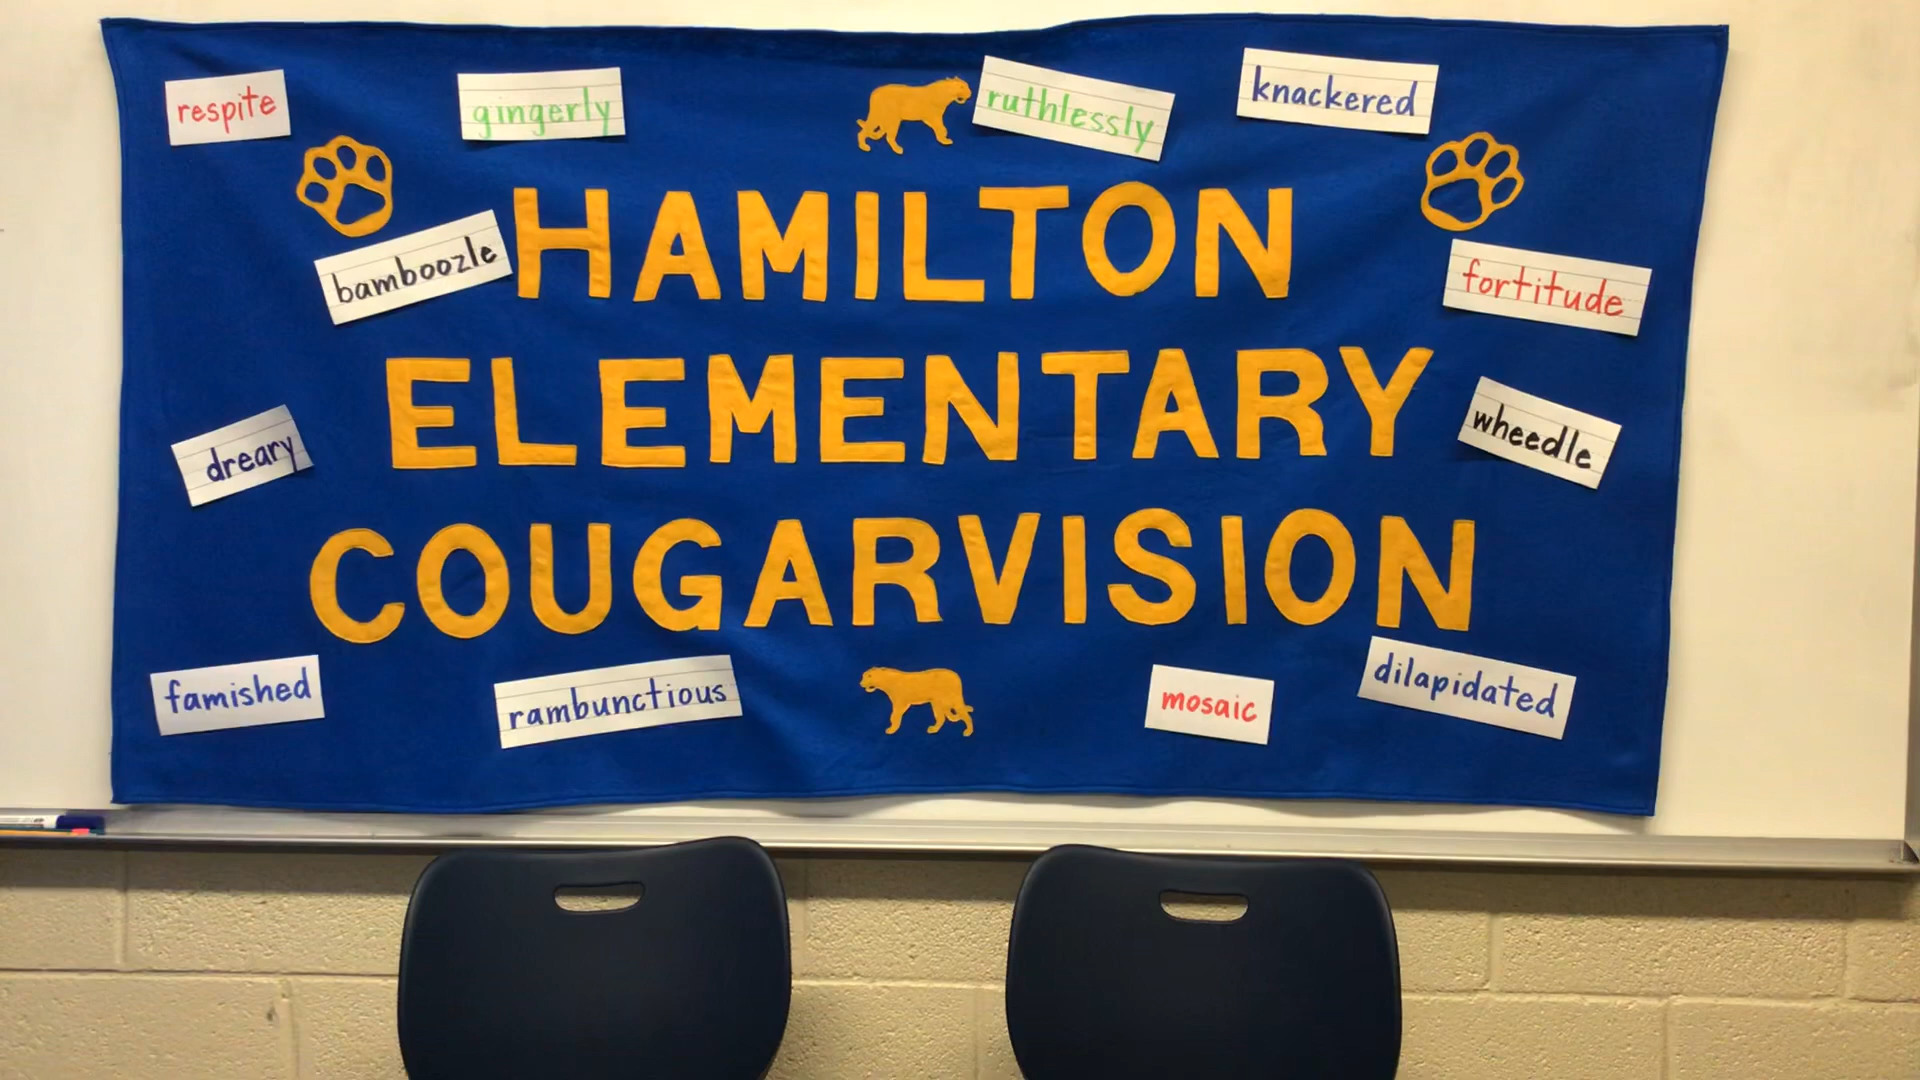 respite
gingerly
ruthlessly
knackered
bamboozle
HAMILTON
fortitude
ELEMENTARY
dreary
wheedle
COUGARVISION
famished
rambunctious
mosaic
dilapidated